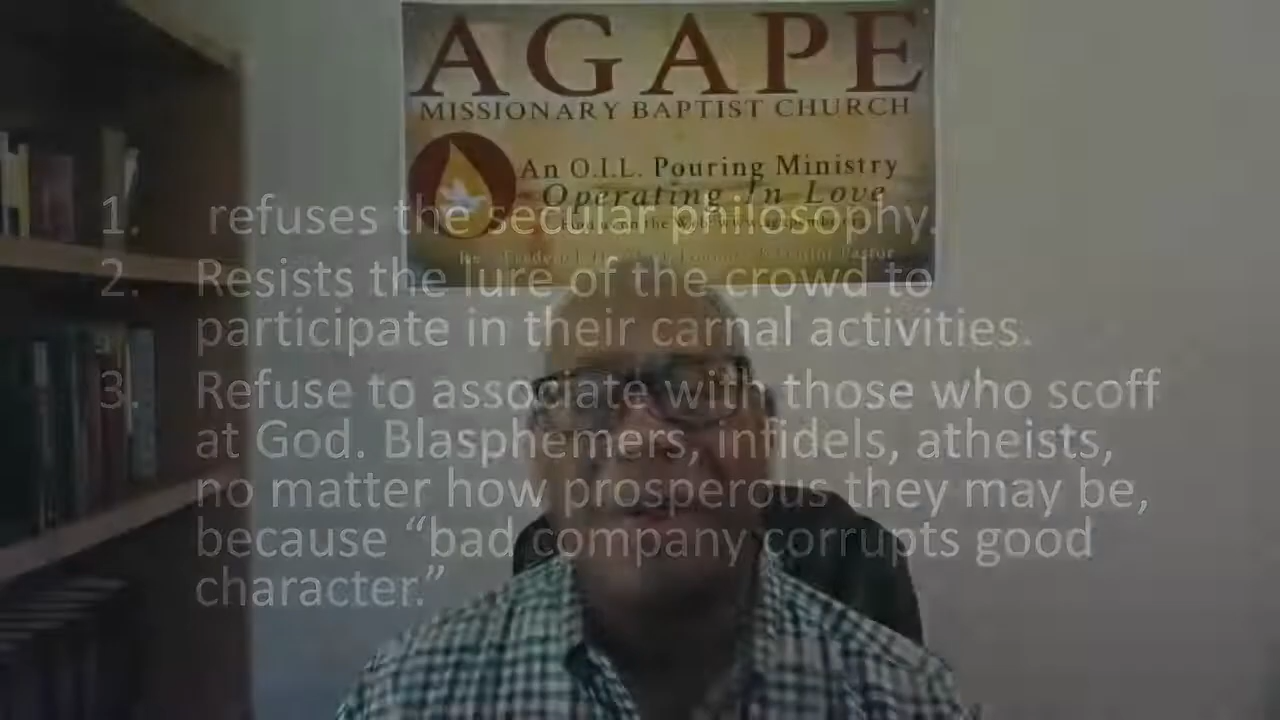 AGAPE
MISSIONARY BAPTIST CHURCH
An O.I.L. Pouring Ministry
Operating In Love
1. refuses the secular philosophy.
2. Resists the lure of the crowd to
participate in their carnal activities.
3. Refuse to associate with those who scoff
at God. Blasphemers, infidels, atheists,
no matter how prosperous they may be,
because “bad company corrupts good
character.”